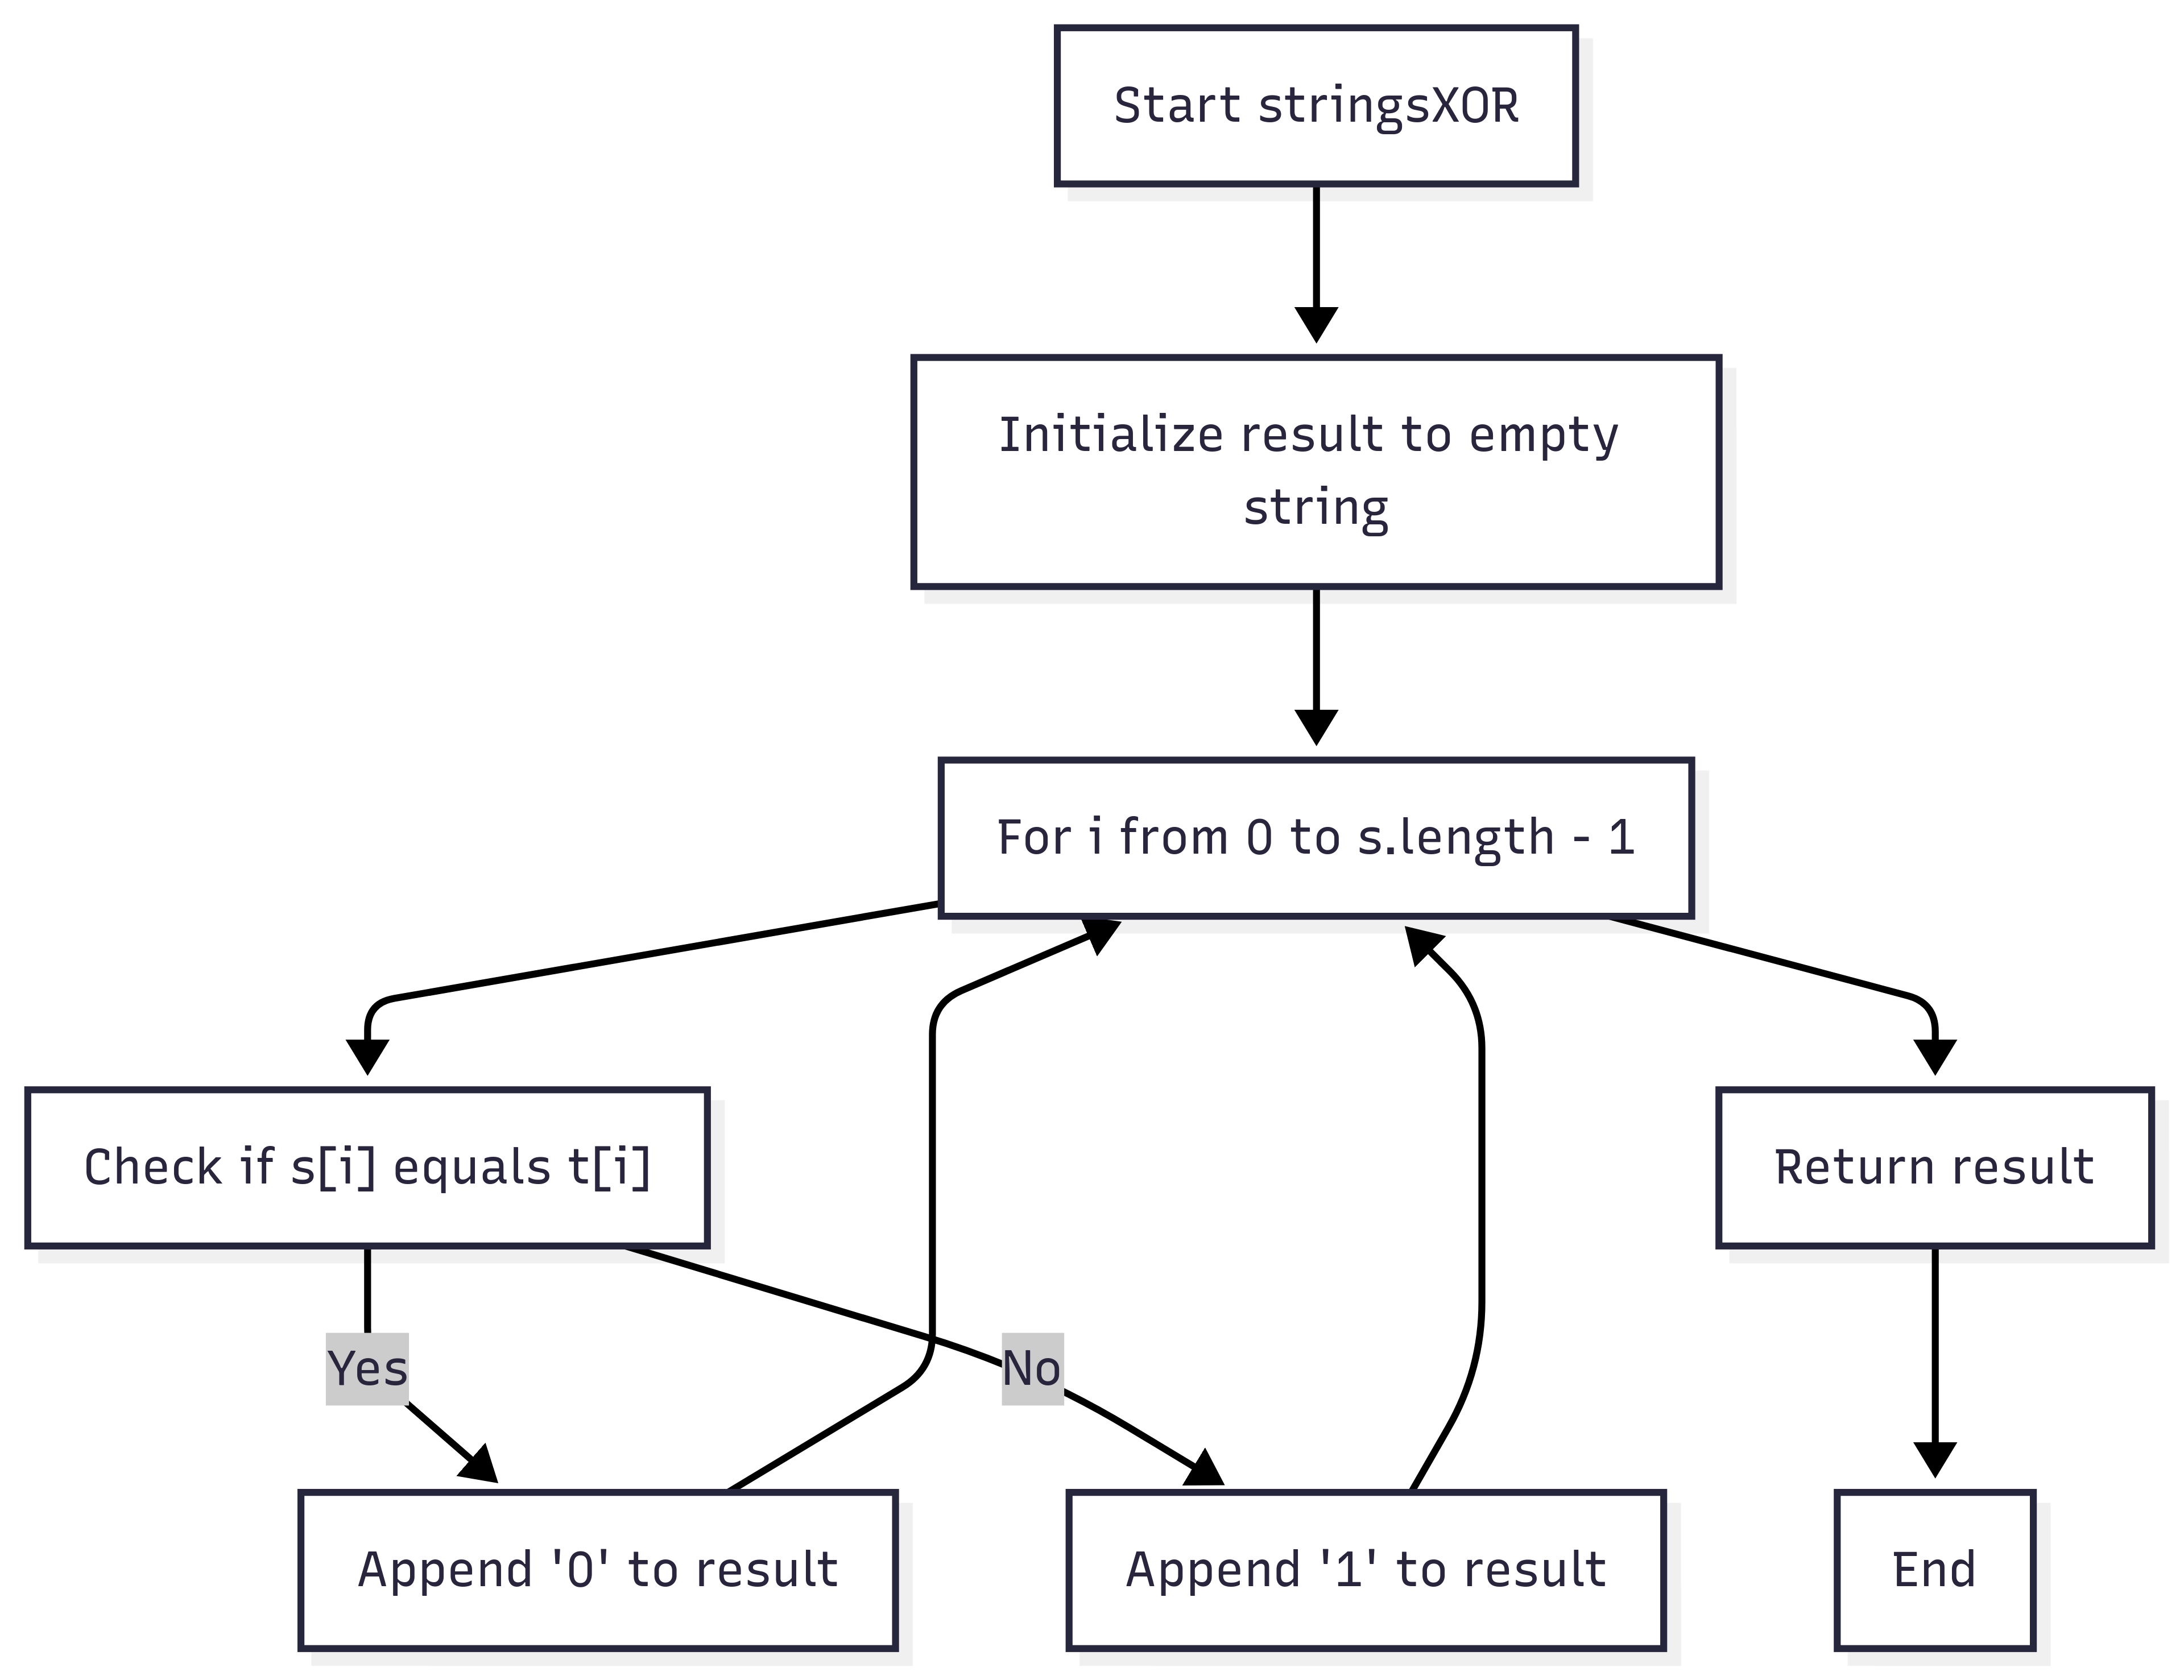 Start stringsXOR
Initialize result to empty
string
For i from 0 to s.length - 1
Check if s[i] equals t[i]
Return result
Yes
No
Append '0' to result
Append '1' to result
End